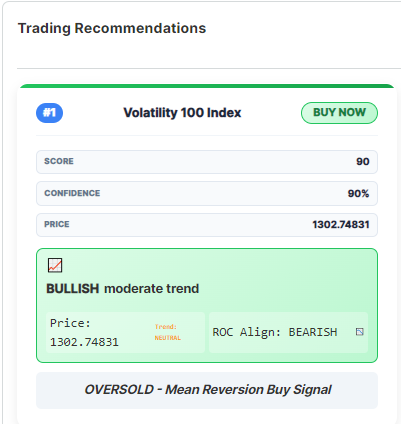 Trading Recommendations
#1 Volatility 100 Index BUY NOW
SCORE 90
CONFIDENCE 90%
PRICE 1302.74831
BULLISH moderate trend
Price: 1302.74831
Trend: NEUTRAL
ROC Align: BEARISH
OVERSOLD - Mean Reversion Buy Signal